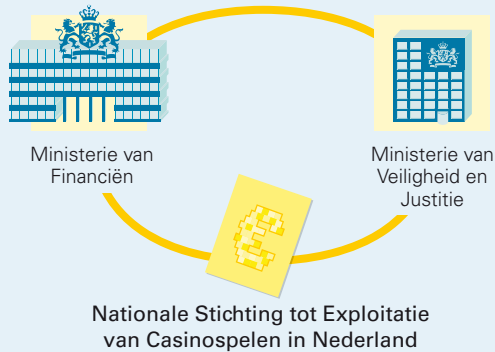 Ministerie van
Financiën
Ministerie van
Veiligheid en
Justitie
Nationale Stichting tot Exploitatie
van Casinospelen in Nederland